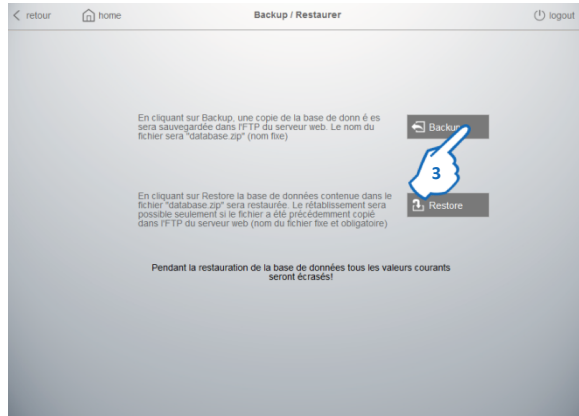 retour
home
Backup / Restaurer
logout
En cliquant sur Backup, une copie de la base de donn é es
sera sauvegardée dans l'FTP du serveur web. Le nom du
fichier sera "database.zip" (nom fixe)
Backup
3
En cliquant sur Restore la base de données contenue dans le
fichier "database.zip" sera restaurée. Le rétablissement sera
possible seulement si le fichier a été précédemment copié
dans l'FTP du serveur web (nom du fichier fixe et obligatoire)
Restore
Pendant la restauration de la base de données tous les valeurs courants
seront écrasés!